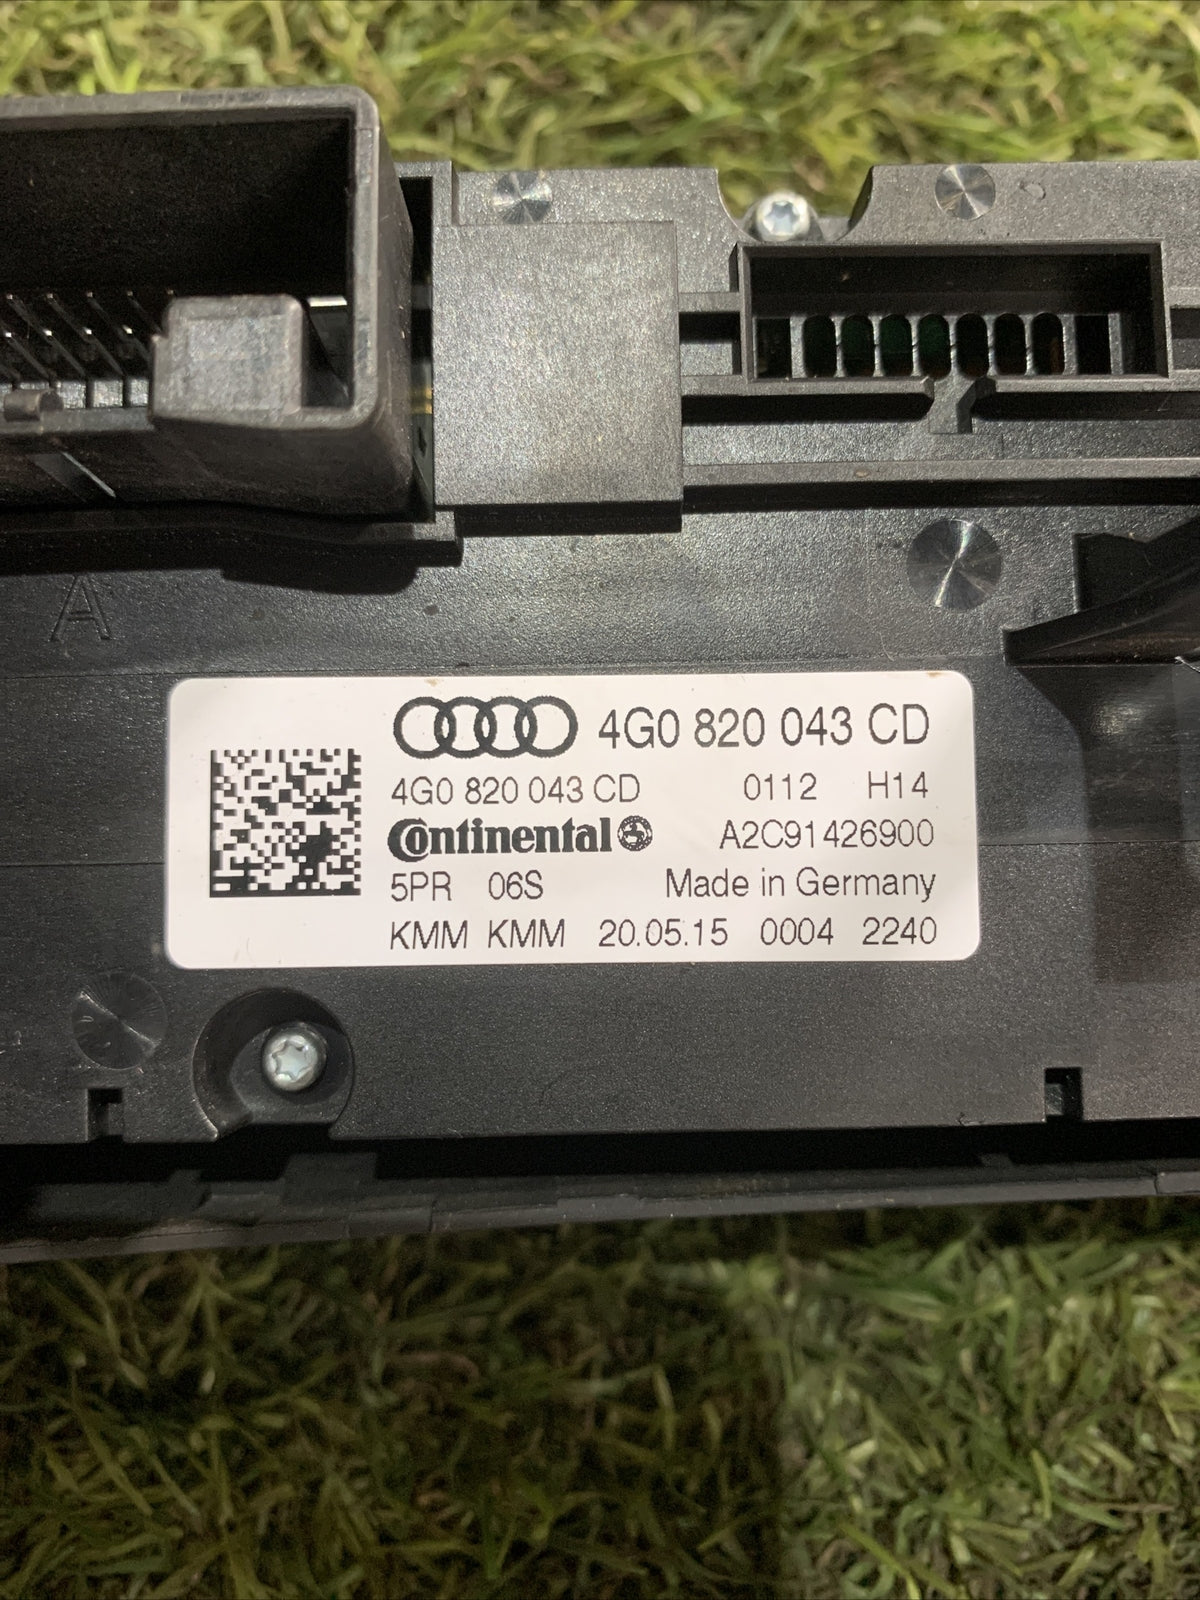 A
4G0 820 043 CD
4G0 820 043 CD 0112 H14
Continental A2C91426900
5PR 06S Made in Germany
KMM KMM 20.05.15 0004 2240